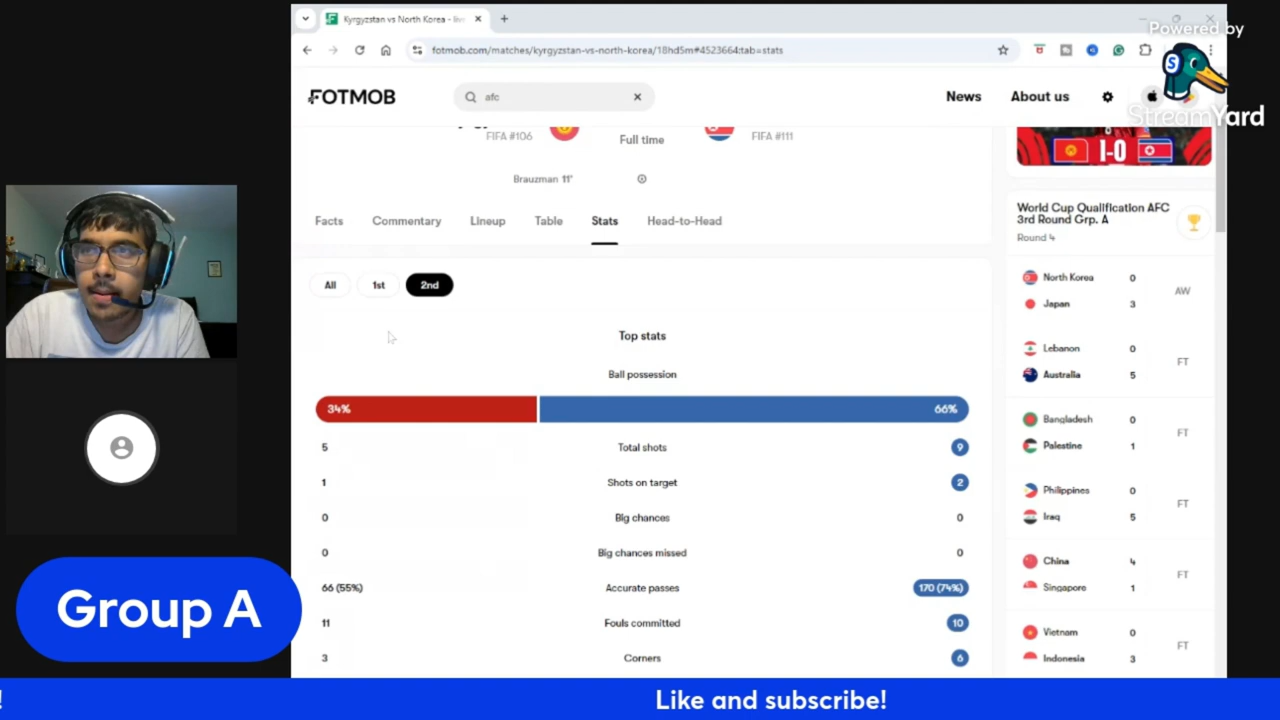 Kyrgyzstan vs North Korea - liv
fotmob.com/matches/kyrgyzstan-vs-north-korea/18hd5m#4523664:tab=stats
Powered by
StreamYard
FOTMOB
afc
News
About us
FIFA #106
Full time
FIFA #111
Brauzman 11'
1-0
Facts
Commentary
Lineup
Table
Stats
Head-to-Head
All
1st
2nd
Top stats
Ball possession
34%
66%
5
Total shots
9
1
Shots on target
2
0
Big chances
0
0
Big chances missed
0
66 (55%)
Accurate passes
170 (74%)
11
Fouls committed
10
3
Corners
6
World Cup Qualification AFC
3rd Round Grp. A
Round 4
North Korea 0
AW
Japan 3
Lebanon 0
FT
Australia 5
Bangladesh 0
FT
Palestine 1
Philippines 0
FT
Iraq 5
China 4
FT
Singapore 1
Vietnam 0
FT
Indonesia 3
Group A
!
Like and subscribe!